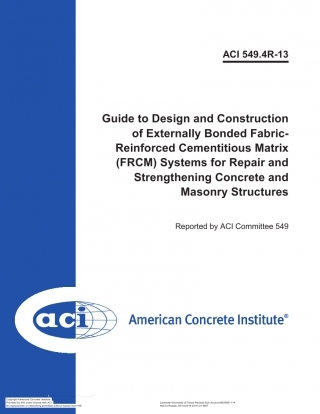 ACI 549.4R-13
Guide to Design and Construction
of Externally Bonded Fabric-
Reinforced Cementitious Matrix
(FRCM) Systems for Repair and
Strengthening Concrete and
Masonry Structures
Reported by ACI Committee 549
aci
American Concrete Institute®